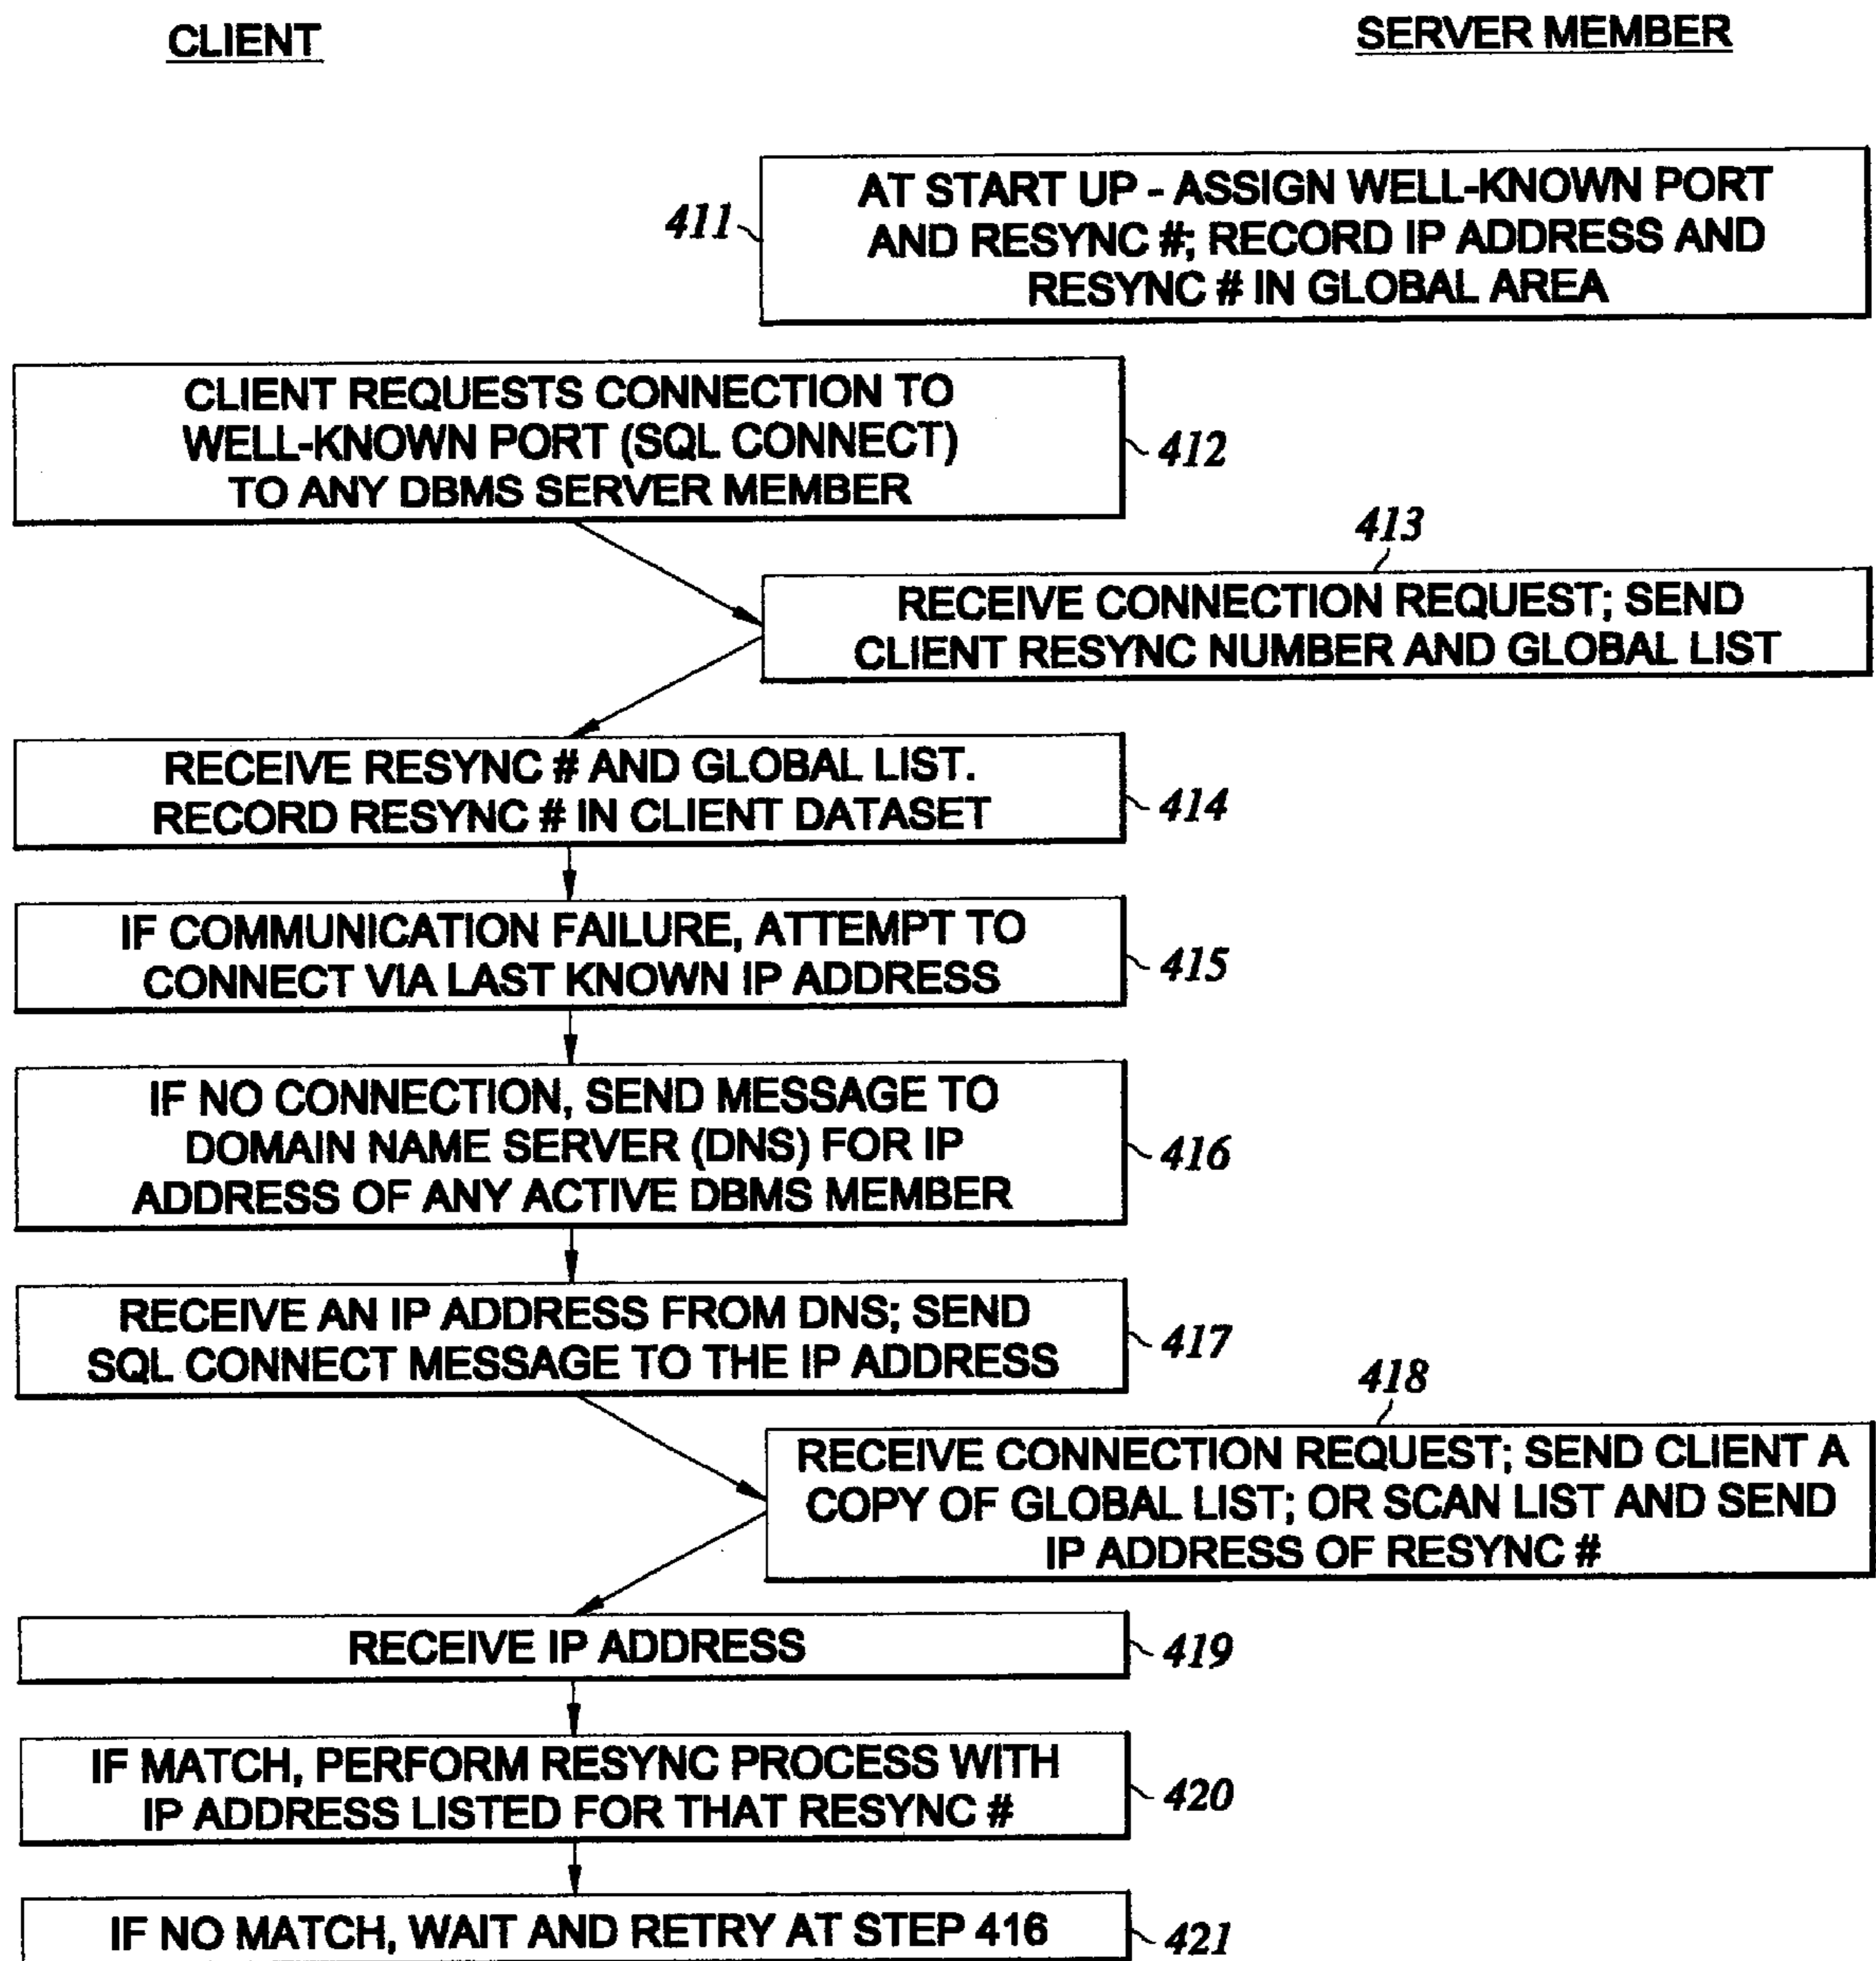 CLIENT
SERVER MEMBER
411
AT START UP - ASSIGN WELL-KNOWN PORT
AND RESYNC #; RECORD IP ADDRESS AND
RESYNC # IN GLOBAL AREA
CLIENT REQUESTS CONNECTION TO
WELL-KNOWN PORT (SQL CONNECT)
TO ANY DBMS SERVER MEMBER
412
413
RECEIVE CONNECTION REQUEST; SEND
CLIENT RESYNC NUMBER AND GLOBAL LIST
RECEIVE RESYNC # AND GLOBAL LIST.
RECORD RESYNC # IN CLIENT DATASET
414
IF COMMUNICATION FAILURE, ATTEMPT TO
CONNECT VIA LAST KNOWN IP ADDRESS
415
IF NO CONNECTION, SEND MESSAGE TO
DOMAIN NAME SERVER (DNS) FOR IP
ADDRESS OF ANY ACTIVE DBMS MEMBER
416
RECEIVE AN IP ADDRESS FROM DNS; SEND
SQL CONNECT MESSAGE TO THE IP ADDRESS
417
418
RECEIVE CONNECTION REQUEST; SEND CLIENT A
COPY OF GLOBAL LIST; OR SCAN LIST AND SEND
IP ADDRESS OF RESYNC #
RECEIVE IP ADDRESS
419
IF MATCH, PERFORM RESYNC PROCESS WITH
IP ADDRESS LISTED FOR THAT RESYNC #
420
IF NO MATCH, WAIT AND RETRY AT STEP 416
421